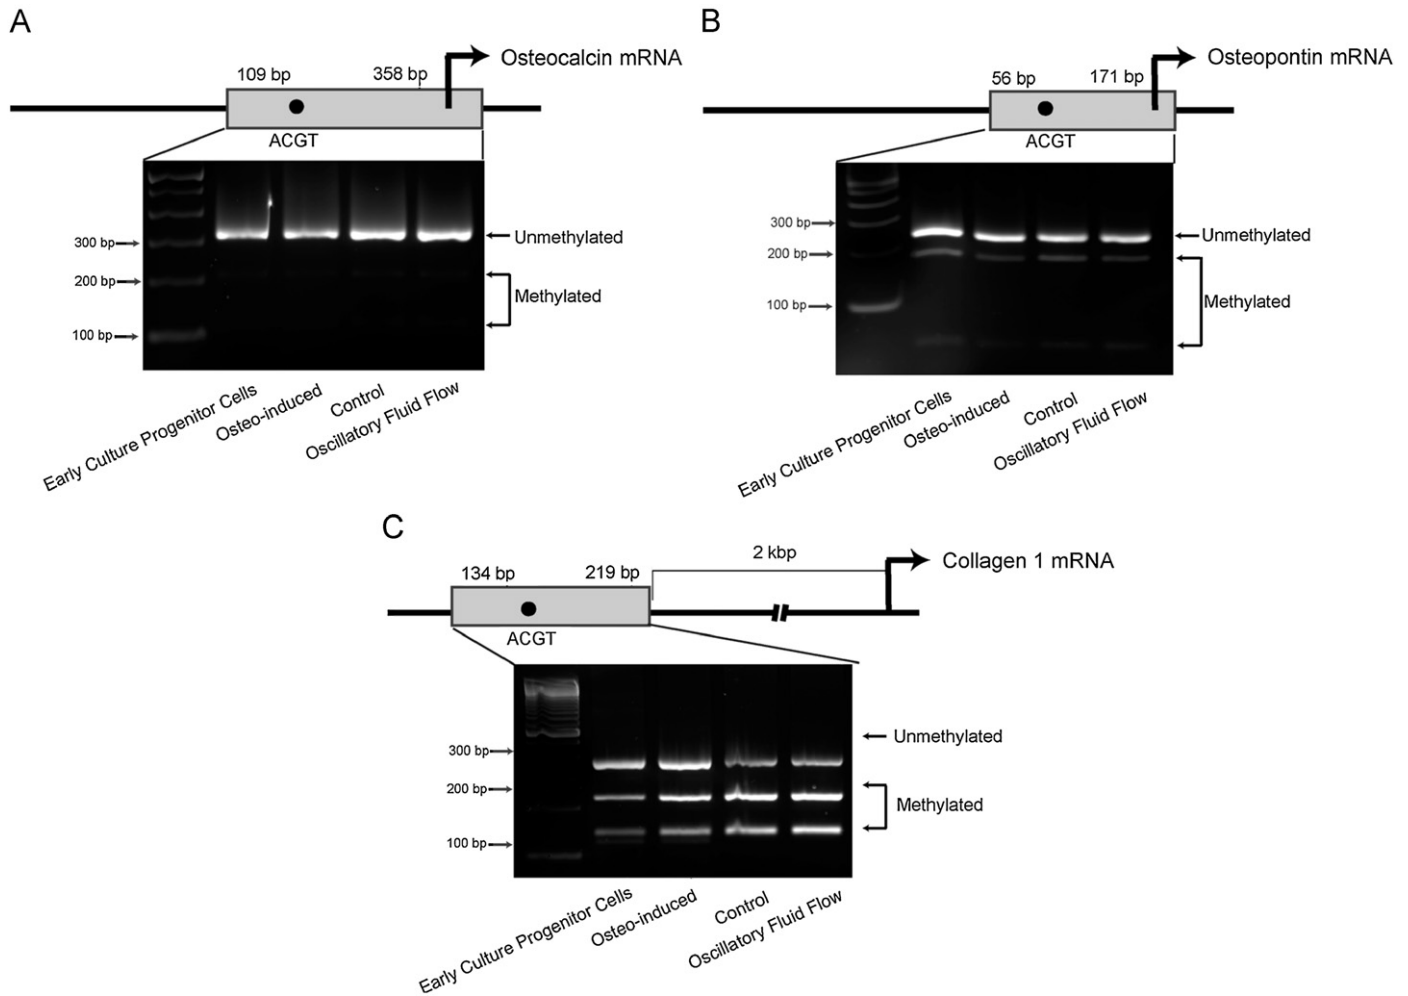 A
109 bp
358 bp
Osteocalcin mRNA
ACGT
300 bp
200 bp
100 bp
Unmethylated
Methylated
Early Culture Progenitor Cells
Osteo-induced
Control
Oscillatory Fluid Flow
B
56 bp
171 bp
Osteopontin mRNA
ACGT
300 bp
200 bp
100 bp
Unmethylated
Methylated
Early Culture Progenitor Cells
Osteo-induced
Control
Oscillatory Fluid Flow
C
134 bp
219 bp
2 kbp
Collagen 1 mRNA
ACGT
300 bp
200 bp
100 bp
Unmethylated
Methylated
Early Culture Progenitor Cells
Osteo-induced
Control
Oscillatory Fluid Flow